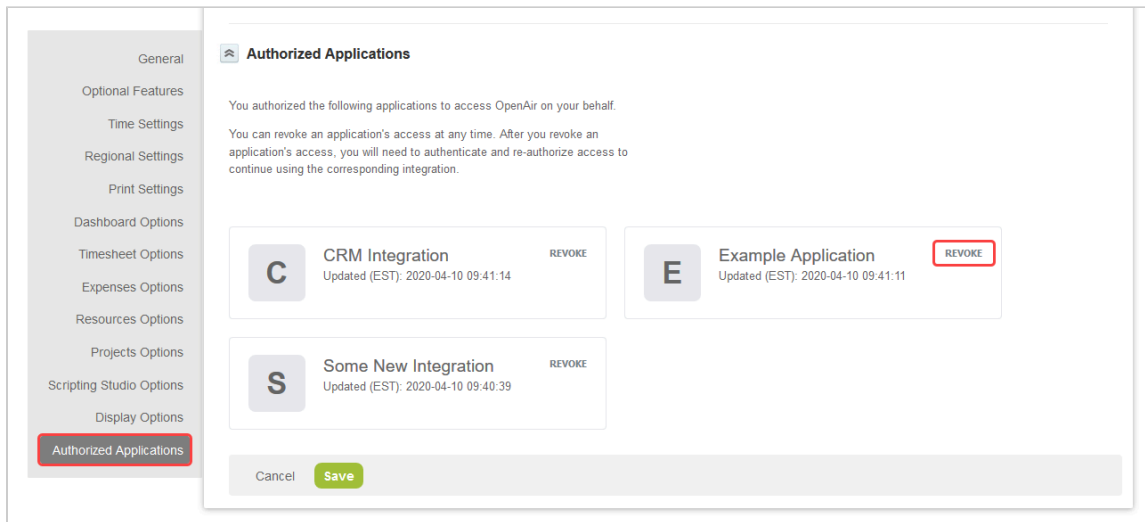 General
Optional Features
Time Settings
Regional Settings
Print Settings
Dashboard Options
Timesheet Options
Expenses Options
Resources Options
Projects Options
Scripting Studio Options
Display Options
Authorized Applications
Authorized Applications
You authorized the following applications to access OpenAir on your behalf.
You can revoke an application's access at any time. After you revoke an
application's access, you will need to authenticate and re-authorize access to
continue using the corresponding integration.
C
CRM Integration
REVOKE
Updated (EST): 2020-04-10 09:41:14
E
Example Application
REVOKE
Updated (EST): 2020-04-10 09:41:11
S
Some New Integration
REVOKE
Updated (EST): 2020-04-10 09:40:39
Cancel
Save